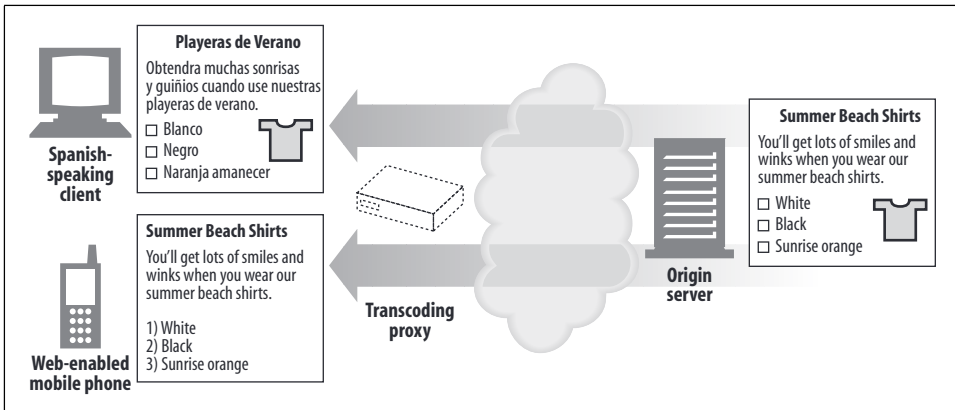 Playeras de Verano
Obtendra muchas sonrisas
y guiñios cuando use nuestras
playeras de verano.
Blanco
Negro
Naranja amanecer
Spanish-
speaking
client
Summer Beach Shirts
You'll get lots of smiles and
winks when you wear our
summer beach shirts.
1) White
2) Black
3) Sunrise orange
Web-enabled
mobile phone
Transcoding
proxy
Origin
server
Summer Beach Shirts
You'll get lots of smiles and
winks when you wear our
summer beach shirts.
White
Black
Sunrise orange